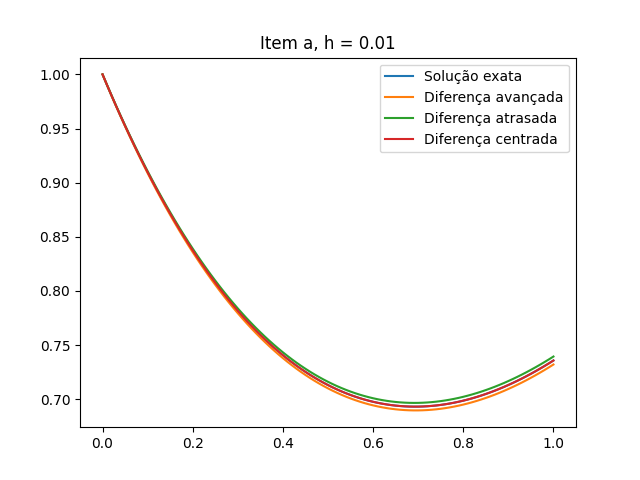 Item a, h = 0.01
Solução exata
Diferença avançada
Diferença atrasada
Diferença centrada
1.00
0.95
0.90
0.85
0.80
0.75
0.70
0.0 0.2 0.4 0.6 0.8 1.0